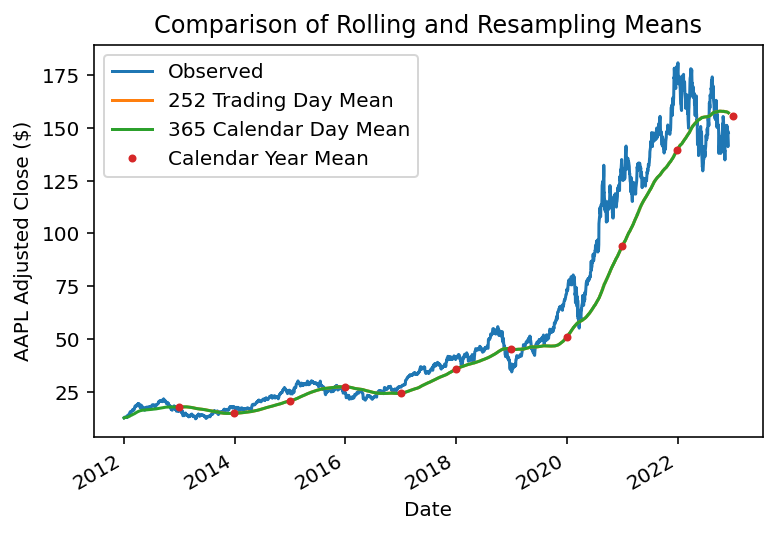 Comparison of Rolling and Resampling Means
Observed
252 Trading Day Mean
365 Calendar Day Mean
Calendar Year Mean
AAPL Adjusted Close ($)
175
150
125
100
75
50
25
2012
2014
2016
2018
2020
2022
Date